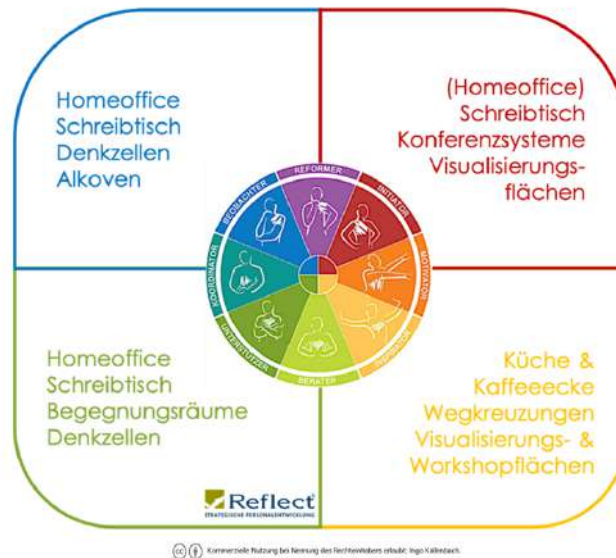 Homeoffice
Schreibtisch
Denkzellen
Alkoven
(Homeoffice)
Schreibtisch
Konferenzsysteme
Visualisierungs-
flächen
REFORMER
INITIATOR
MOTIVATOR
INSPIRATOR
BERATER
UNTERSTÜTZER
KOORDINATOR
BEOBACHTER
Homeoffice
Schreibtisch
Begegnungsräume
Denkzellen
Küche &
Kaffeeecke
Wegkreuzungen
Visualisierungs- &
Workshopflächen
Reflect
STRATEGISCHE PERSONALENTWICKLUNG
cc Kommerzielle Nutzung bei Nennung des Rechteinhabers erlaubt: Ingo Kallenbach.